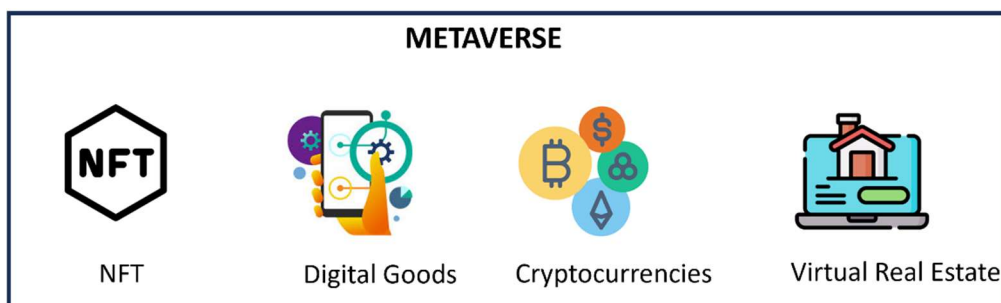 METAVERSE
NFT
NFT
Digital Goods
Cryptocurrencies
Virtual Real Estate